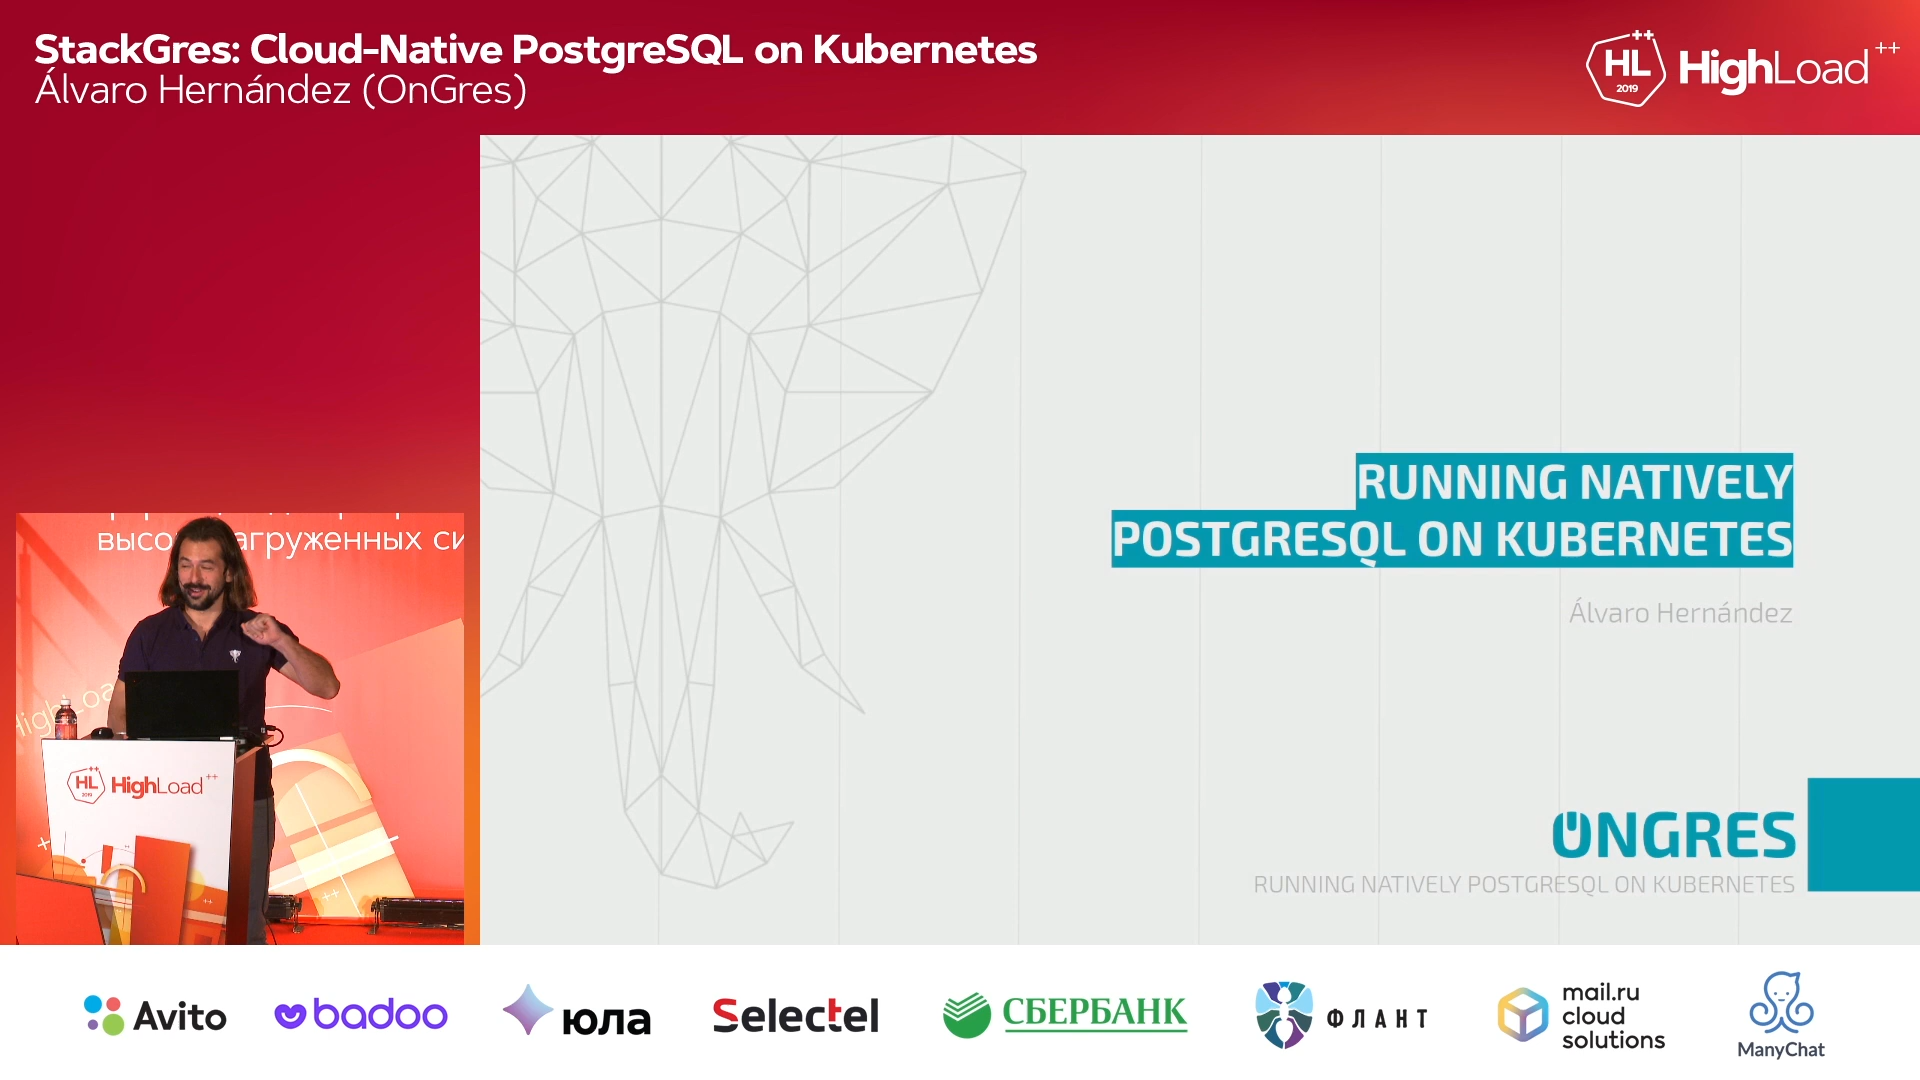 StackGres: Cloud-Native PostgreSQL on Kubernetes
Álvaro Hernández (OnGres)
HL
++
2019
HighLoad++
RUNNING NATIVELY
POSTGRESQL ON KUBERNETES
Álvaro Hernández
ONGRES
RUNNING NATIVELY POSTGRESQL ON KUBERNETES
HL
++
2019
HighLoad++
Avito
badoo
юла
Selectel
СБЕРБАНК
ФЛАНТ
mail.ru
cloud
solutions
ManyChat